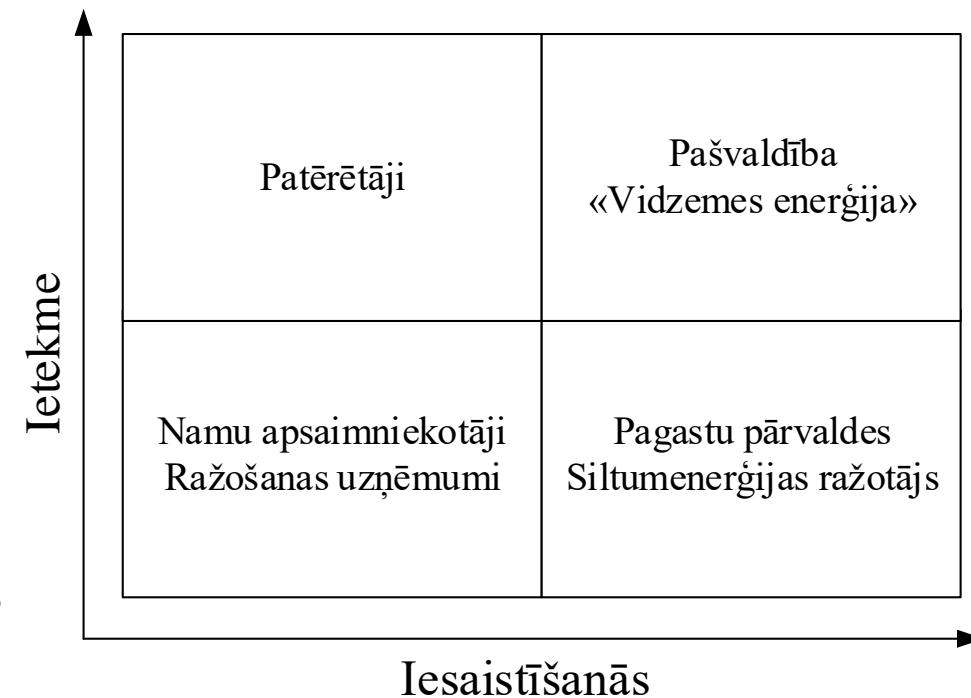 Patērētāji
Pašvaldība
«Vidzemes enerģija»
Ietekme
Namu apsaimniekotāji
Ražošanas uzņēmumi
Pagastu pārvaldes
Siltumenerģijas ražotājs
Iesaistīšanās